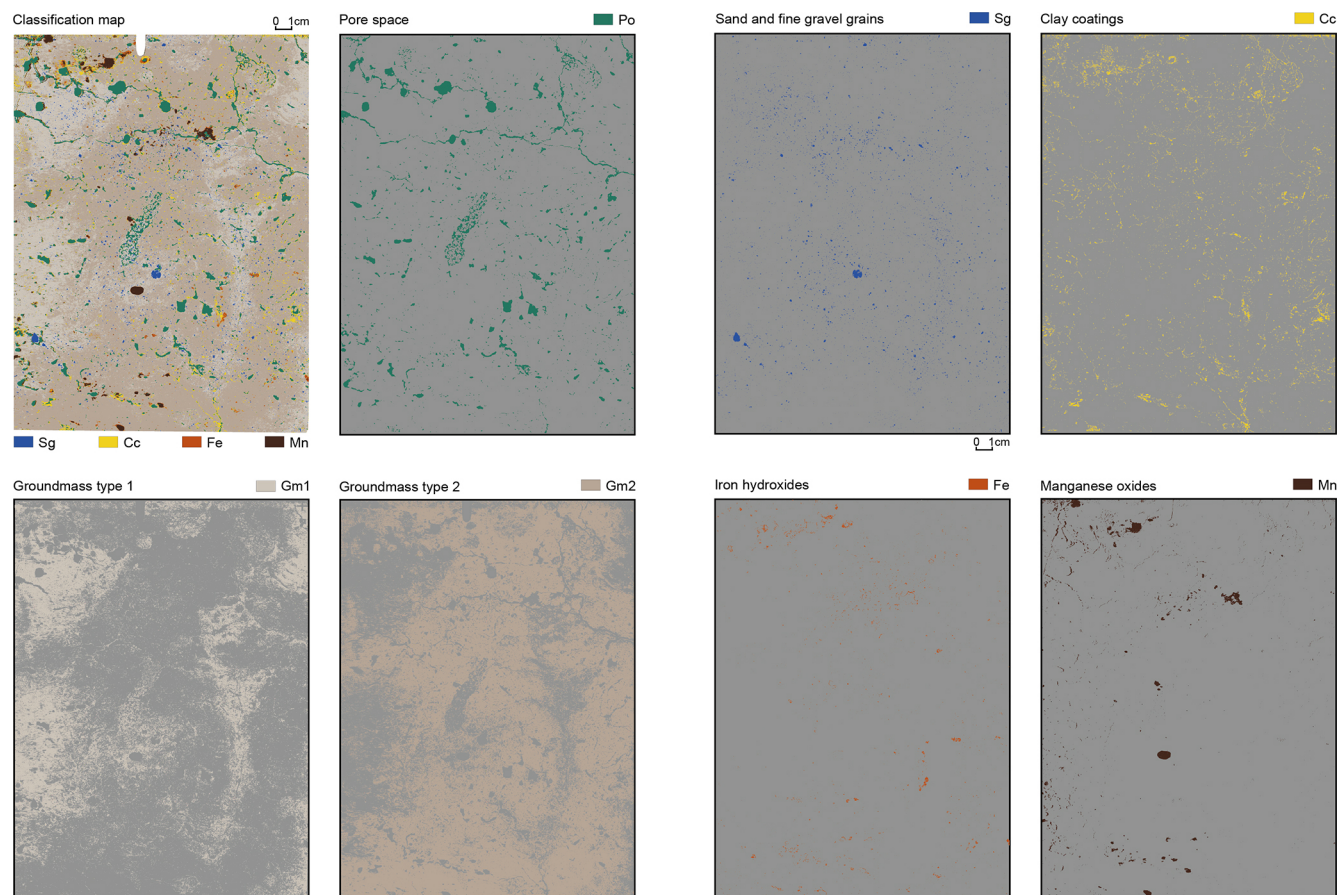 Classification map
0 1cm
Pore space
Po
Sand and fine gravel grains
Sg
Clay coatings
Cc
Sg
Cc
Fe
Mn
0 1cm
Groundmass type 1
Gm1
Groundmass type 2
Gm2
Iron hydroxides
Fe
Manganese oxides
Mn